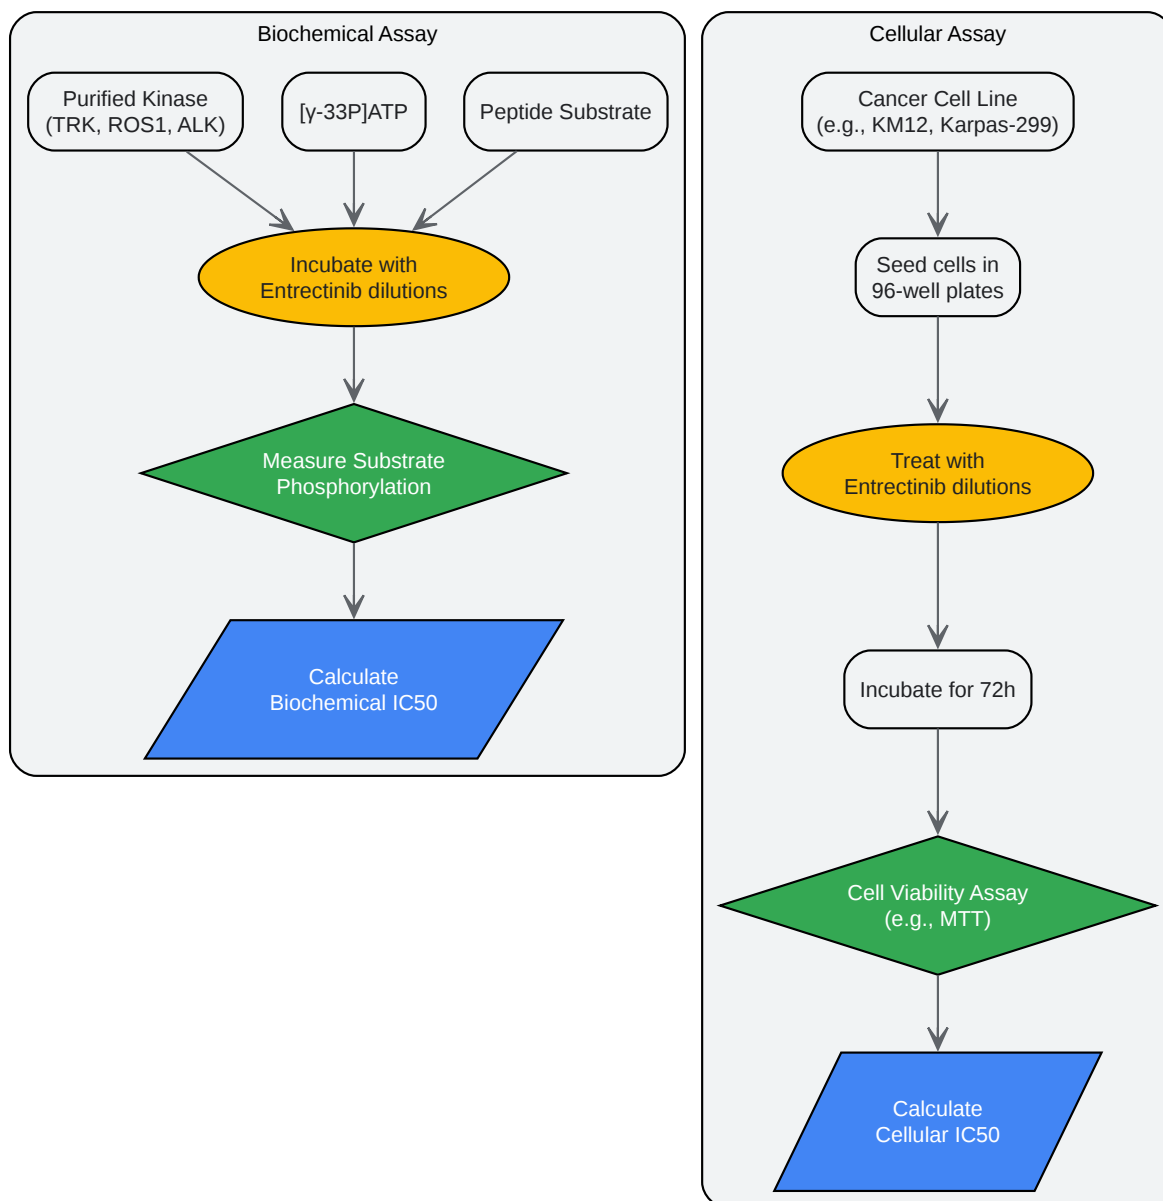 Biochemical Assay
Purified Kinase
(TRK, ROS1, ALK)
[γ-33P]ATP
Peptide Substrate
Incubate with
Entrectinib dilutions
Measure Substrate
Phosphorylation
Calculate
Biochemical IC50
Cellular Assay
Cancer Cell Line
(e.g., KM12, Karpas-299)
Seed cells in
96-well plates
Treat with
Entrectinib dilutions
Incubate for 72h
Cell Viability Assay
(e.g., MTT)
Calculate
Cellular IC50